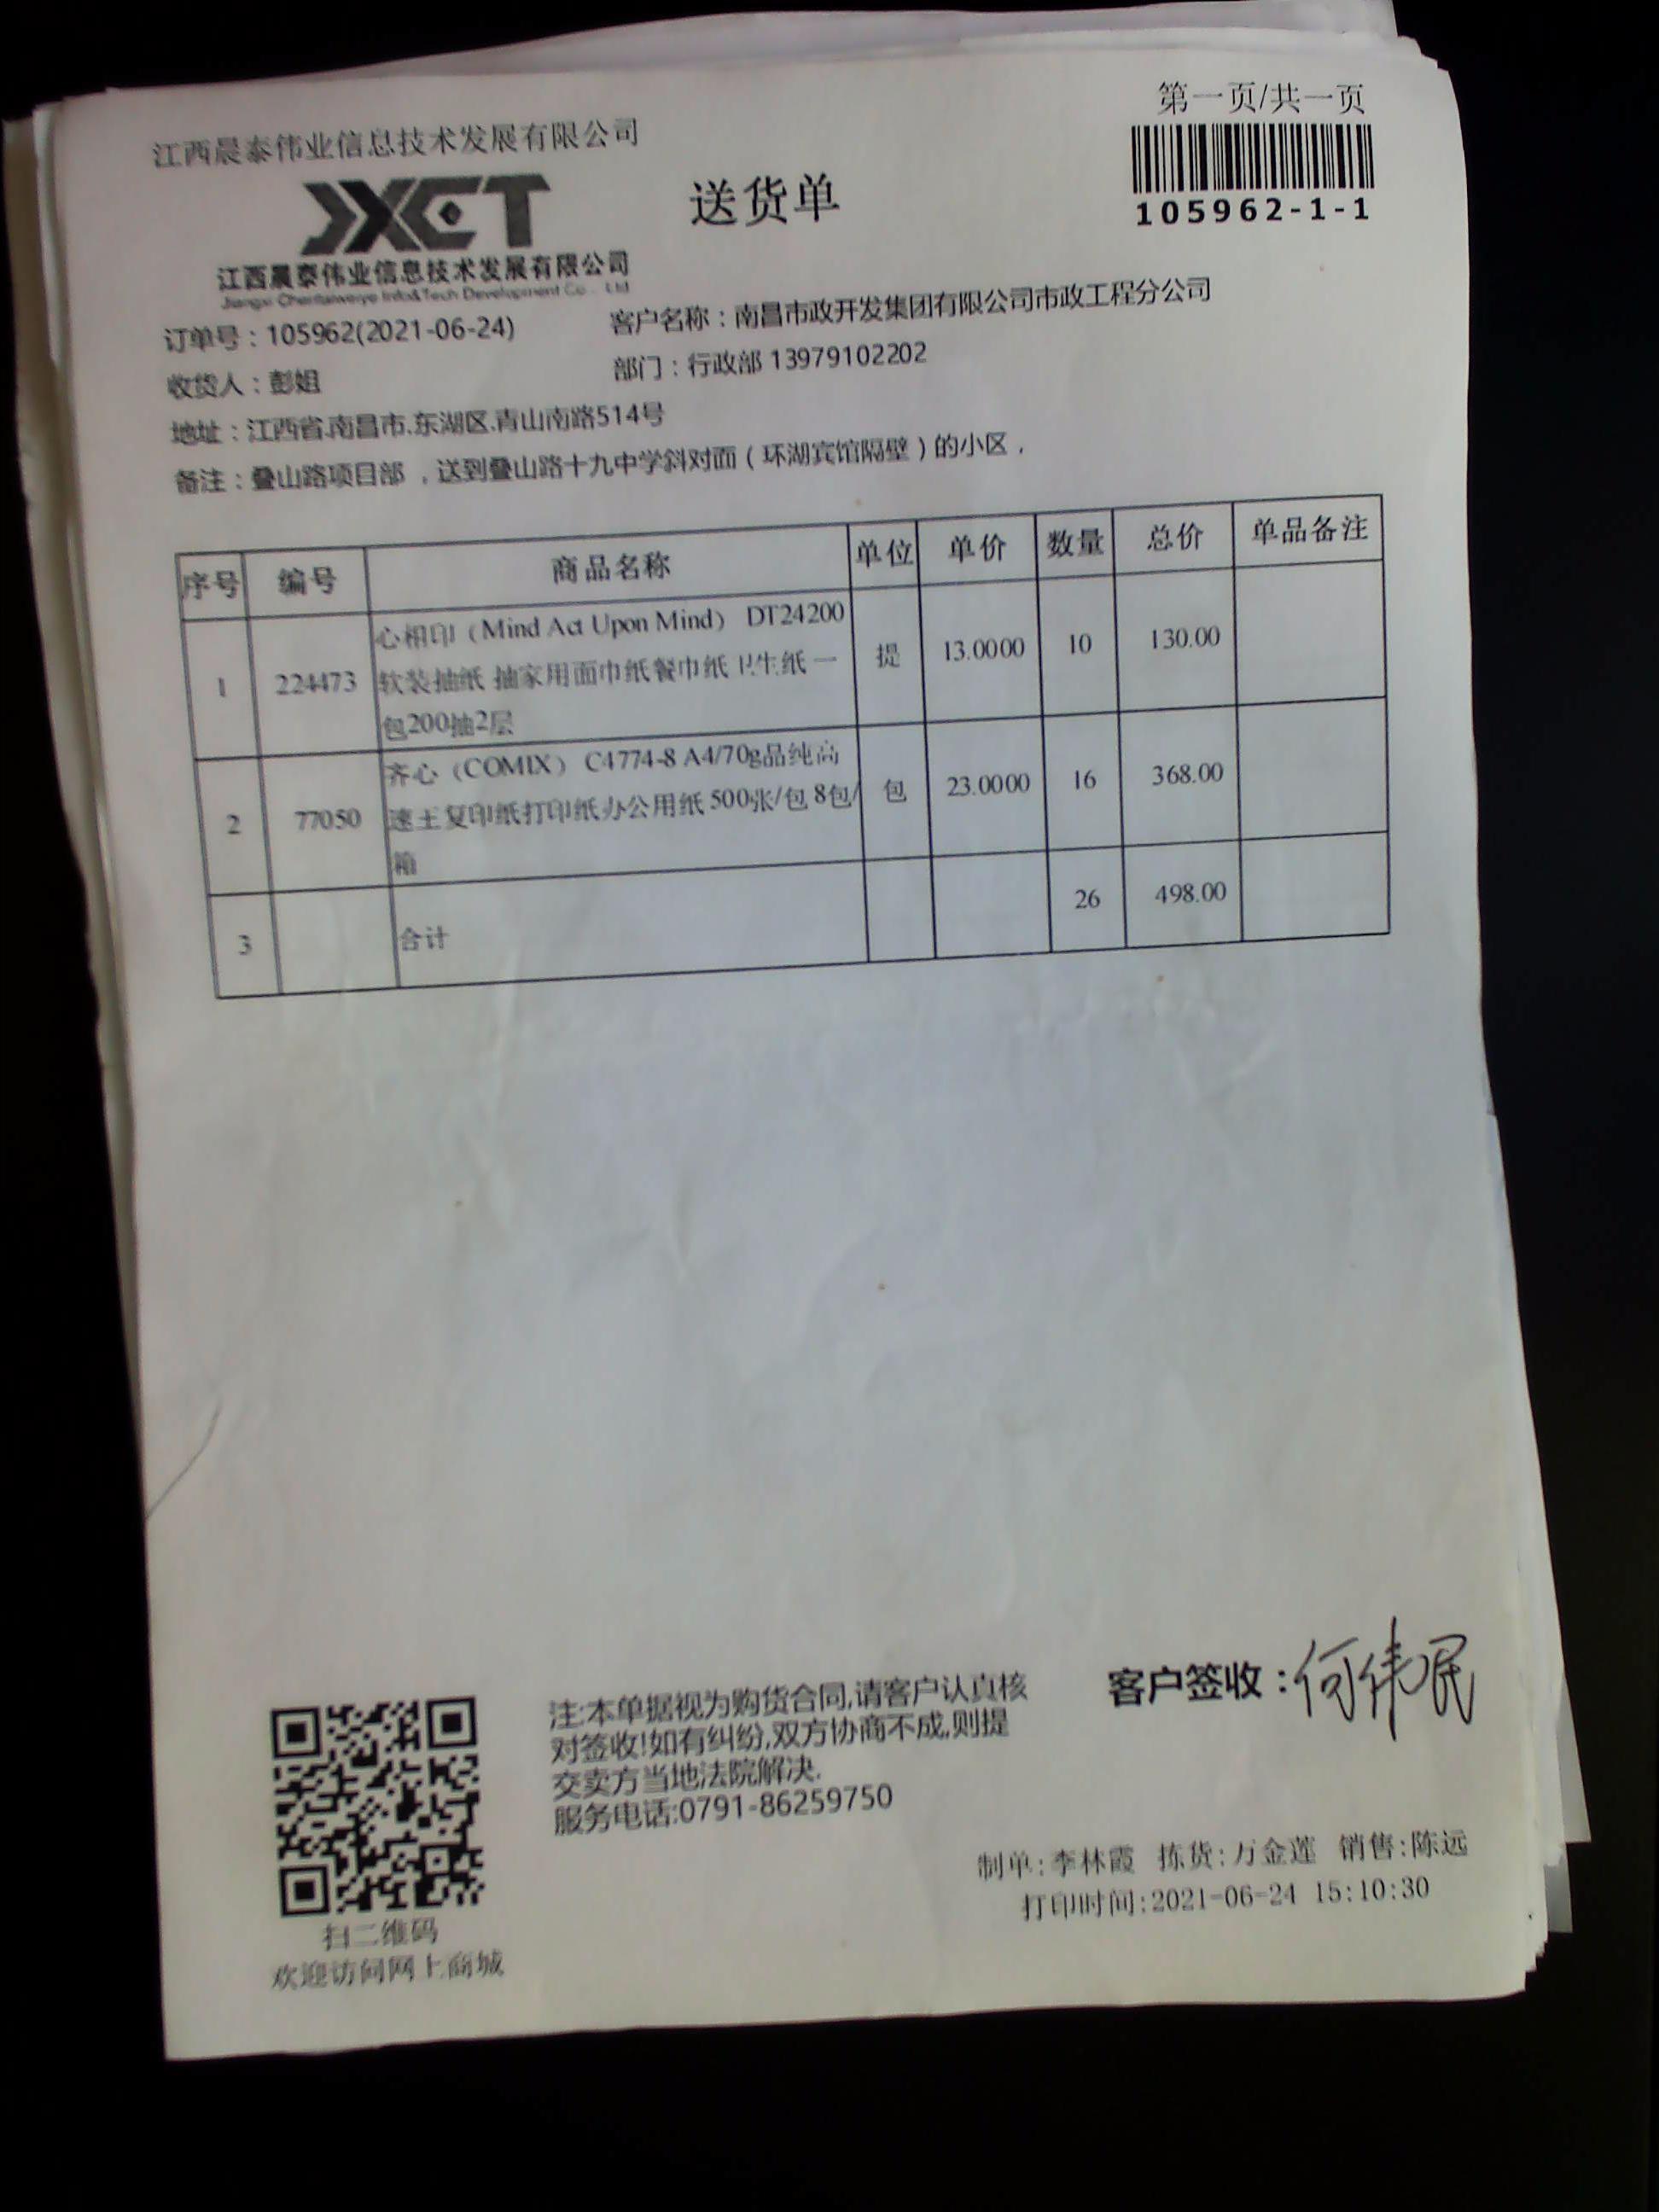 第一页/共一页
江西晨泰伟业信息技术发展有限公司
105962-1-1
JXCT
送货单
江西晨泰伟业信息技术发展有限公司
Jiangxi Chentaiweiye Info&Tech Development Co., Ltd
订单号：105962(2021-06-24)
客户名称：南昌市政开发集团有限公司市政工程分公司
收货人：彭姐
部门：行政部 13979102202
地址：江西省.南昌市.东湖区.青山南路514号
备注：叠山路项目部 ，送到叠山路十九中学斜对面（环湖宾馆隔壁）的小区，
序号 编号 商品名称 单位 单价 数量 总价 单品备注
1 224473 心相印（Mind Act Upon Mind） DT24200
软装抽纸 抽家用面巾纸餐巾纸 卫生纸 一
包200抽2层 提 13.0000 10 130.00
2 77050 齐心（COMIX） C4774-8 A4/70g品纯高
速王复印纸打印纸办公用纸 500张/包 8包/
箱 包 23.0000 16 368.00
3 合计 26 498.00
注:本单据视为购货合同,请客户认真核
对签收!如有纠纷,双方协商不成,则提
交卖方当地法院解决.
服务电话:0791-86259750
客户签收：何伟民
制单:李林霞 拣货:万金莲 销售:陈远
打印时间:2021-06-24 15:10:30
扫二维码
欢迎访问网上商城